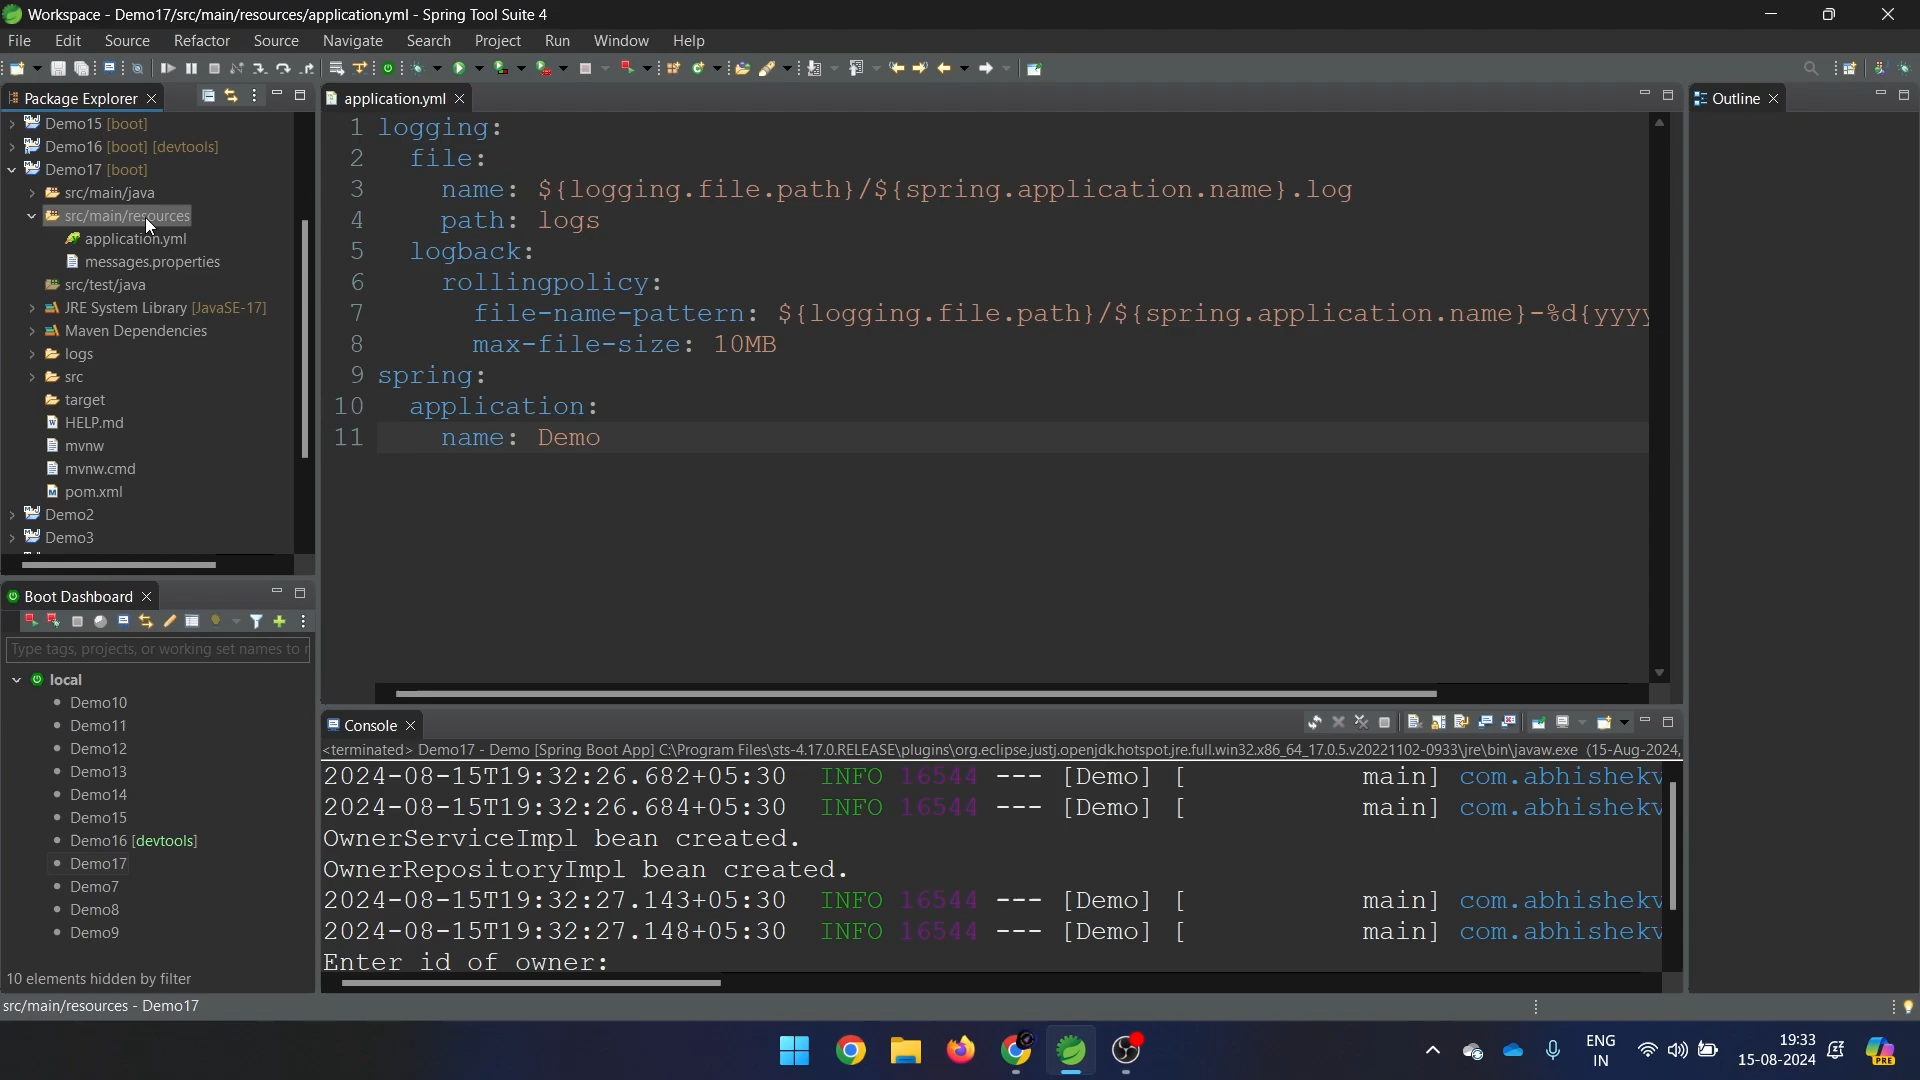 Workspace - Demo17/src/main/resources/application.yml - Spring Tool Suite 4
File Edit Source Refactor Source Navigate Search Project Run Window Help
Package Explorer
Demo15 [boot]
Demo16 [boot] [devtools]
Demo17 [boot]
src/main/java
src/main/resources
application.yml
messages.properties
src/test/java
JRE System Library [JavaSE-17]
Maven Dependencies
logs
src
target
HELP.md
mvnw
mvnw.cmd
pom.xml
Demo2
Demo3
application.yml
1 logging:
2 file:
3 name: ${logging.file.path}/${spring.application.name}.log
4 path: logs
5 logback:
6 rollingpolicy:
7 file-name-pattern: ${logging.file.path}/${spring.application.name}-%d{yyyy
8 max-file-size: 10MB
9 spring:
10 application:
11 name: Demo
Outline
Boot Dashboard
Type tags, projects, or working set names to
local
Demo10
Demo11
Demo12
Demo13
Demo14
Demo15
Demo16 [devtools]
Demo17
Demo7
Demo8
Demo9
10 elements hidden by filter
Console
<terminated> Demo17 - Demo [Spring Boot App] C:\Program Files\sts-4.17.0.RELEASE\plugins\org.eclipse.justj.openjdk.hotspot.jre.full.win32.x86_64_17.0.5.v20221102-0933\jre\bin\javaw.exe (15-Aug-2024,
2024-08-15T19:32:26.682+05:30 INFO 16544 --- [Demo] [ main] com.abhishekv
2024-08-15T19:32:26.684+05:30 INFO 16544 --- [Demo] [ main] com.abhishekv
OwnerServiceImpl bean created.
OwnerRepositoryImpl bean created.
2024-08-15T19:32:27.143+05:30 INFO 16544 --- [Demo] [ main] com.abhishekv
2024-08-15T19:32:27.148+05:30 INFO 16544 --- [Demo] [ main] com.abhishekv
Enter id of owner:
src/main/resources - Demo17
ENG
IN
19:33
15-08-2024
PRE